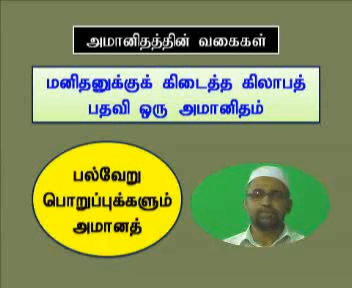 அமானிதத்தின் வகைகள்
மனிதனுக்குக் கிடைத்த கிலாபத்
பதவி ஒரு அமானிதம்
பல்வேறு
பொறுப்புக்களும்
அமானத்